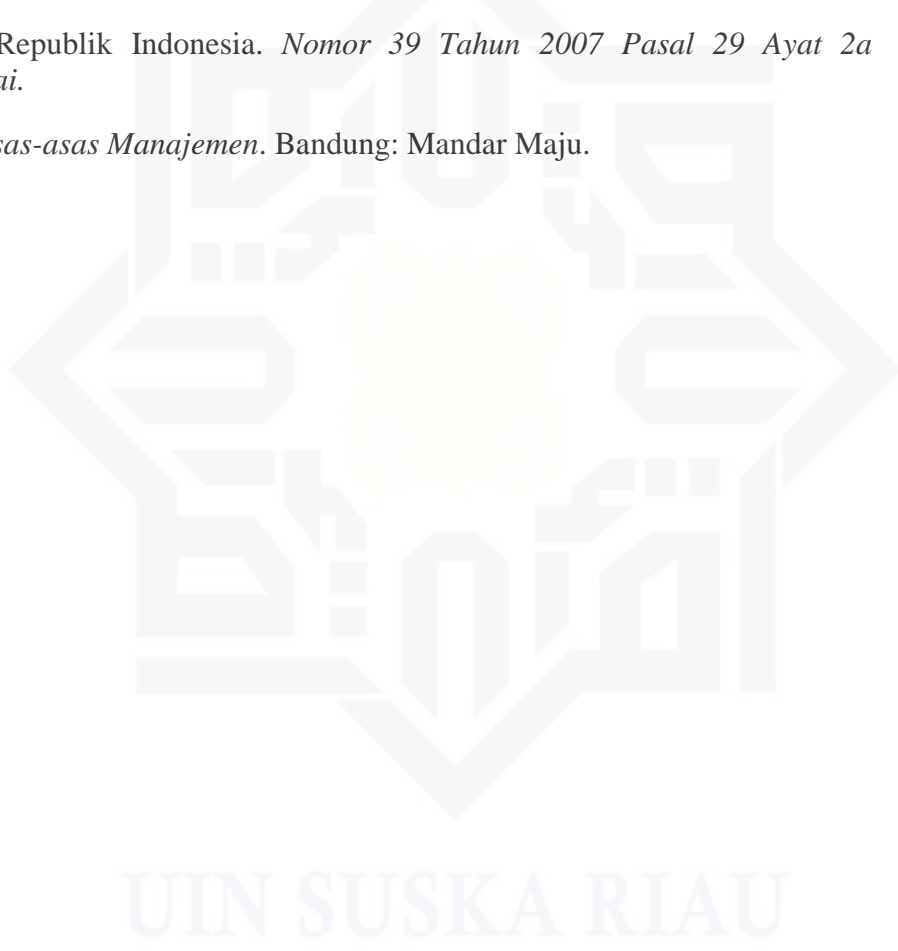 Republik Indonesia. Nomor 39 Tahun 2007 Pasal 29 Ayat 2a
ai.
sas-asas Manajemen. Bandung: Mandar Maju.
UIN SUSKA RIAU